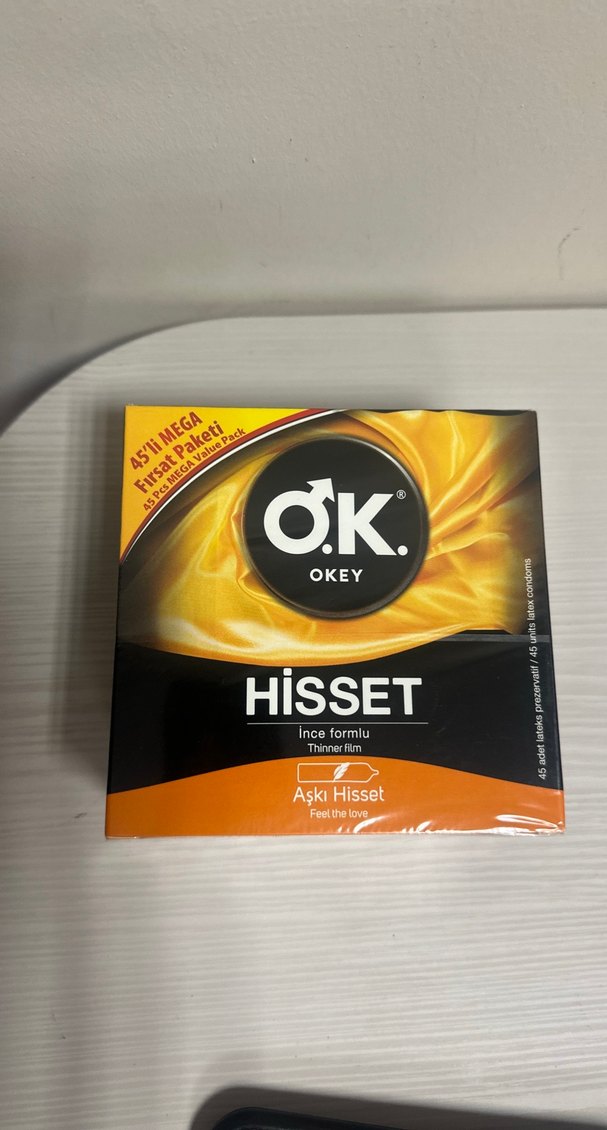 45'li MEGA
Fırsat Paketi
45 Pcs MEGA Value Pack
O.K.®
OKEY
HİSSET
İnce formlu
Thinner film
Aşkı Hisset
Feel the love
45 adet lateks prezervatif / 45 units latex condoms